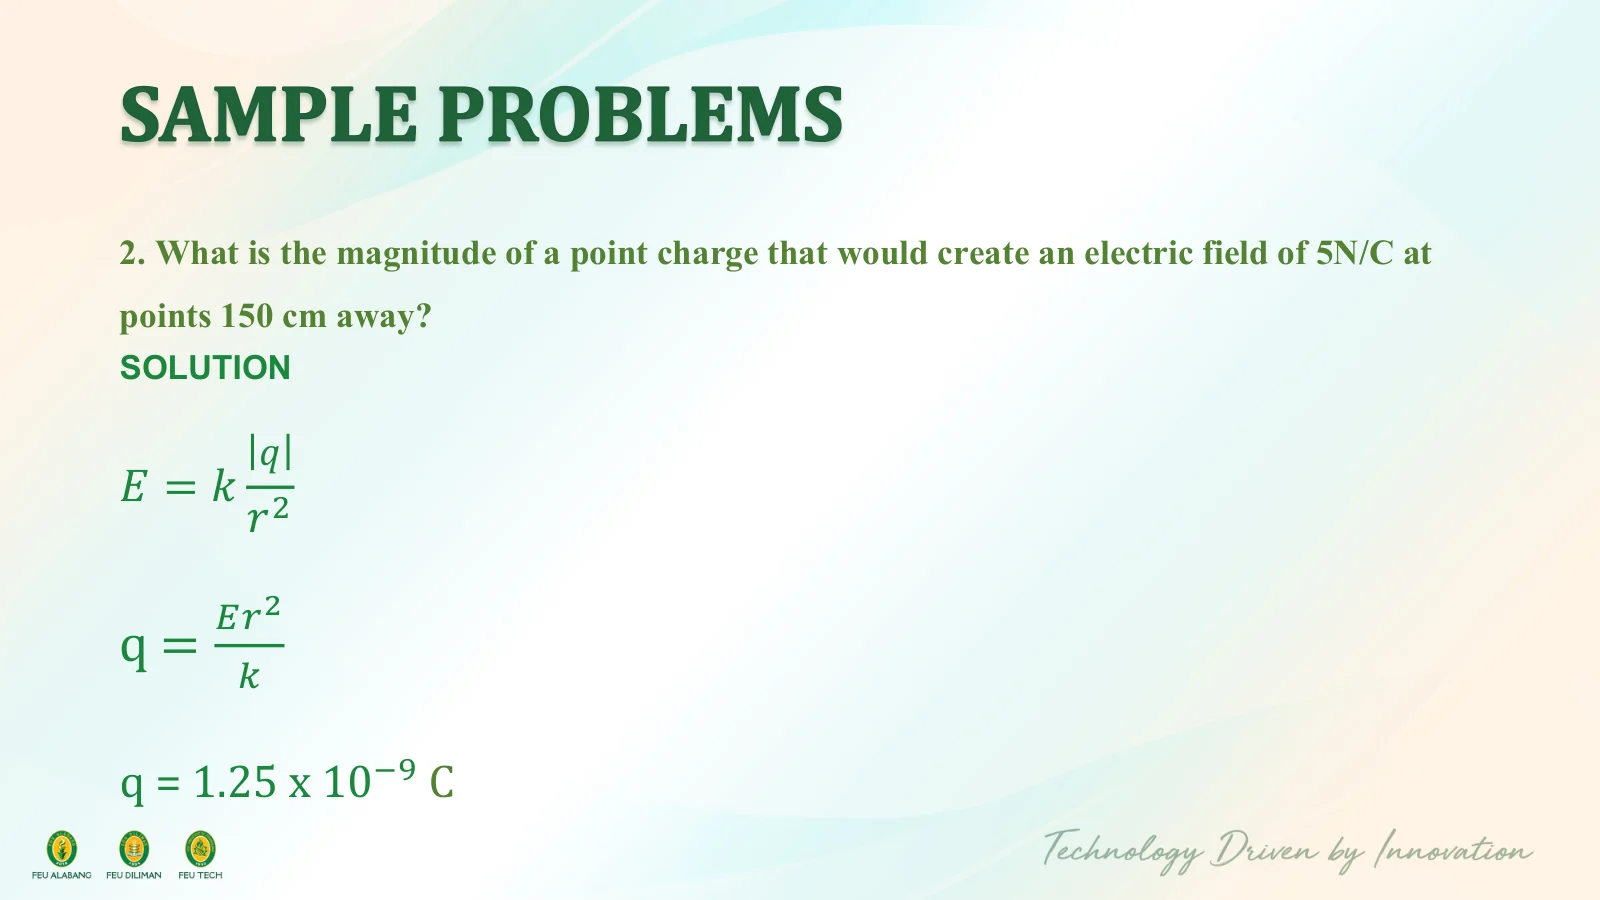 SAMPLE PROBLEMS
2. What is the magnitude of a point charge that would create an electric field of 5N/C at
points 150 cm away?
SOLUTION
E = k |q| / r²
q = Er² / k
q = 1.25 x 10⁻⁹ C
FEU ALABANG FEU DILIMAN FEU TECH
Technology Driven by Innovation